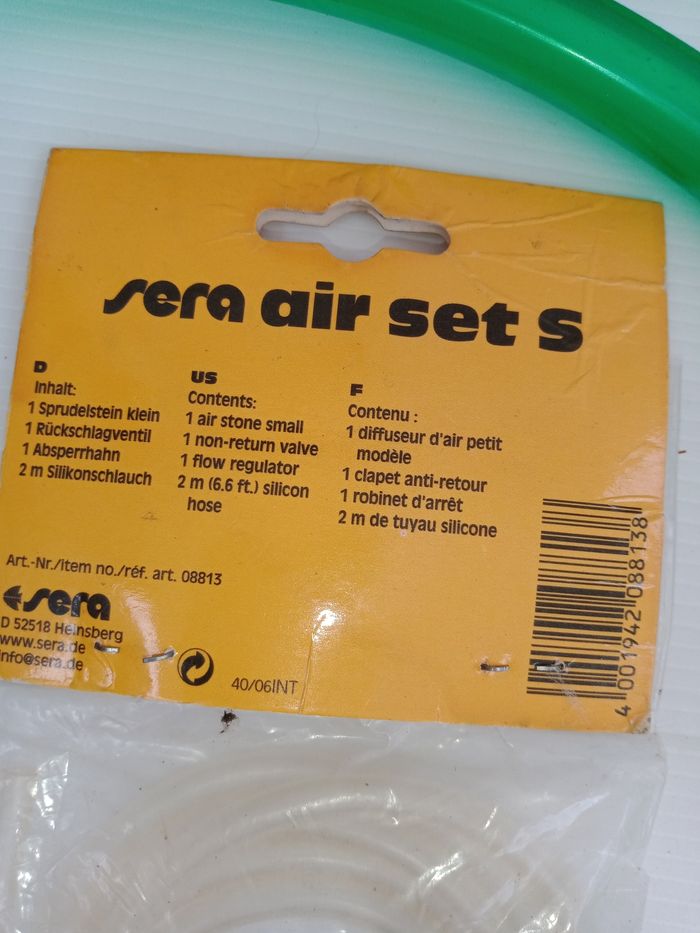 sera air set S
D
Inhalt:
1 Sprudelstein klein
1 Rückschlagventil
1 Absperrhahn
2 m Silikonschlauch
US
Contents:
1 air stone small
1 non-return valve
1 flow regulator
2 m (6.6 ft.) silicon
hose
F
Contenu :
1 diffuseur d'air petit
modèle
1 clapet anti-retour
1 robinet d'arrêt
2 m de tuyau silicone
Art.-Nr./item no./réf. art. 08813
sera
D 52518 Heinsberg
www.sera.de
info@sera.de
40/06INT
4 001942 088138